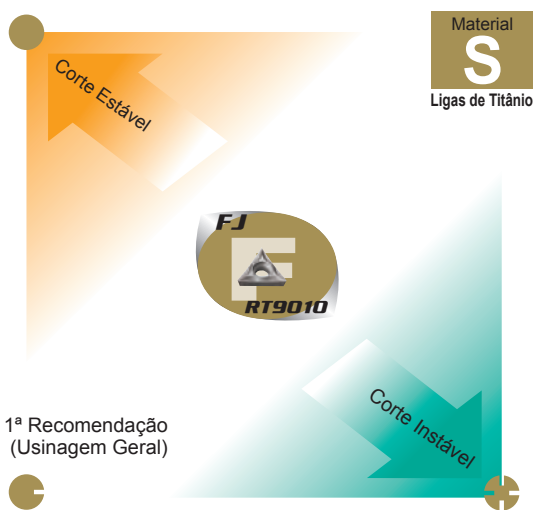 Material
S
Ligas de Titânio
Corte Estável
FJ
F
RT9010
Corte Instável
1ª Recomendação
(Usinagem Geral)